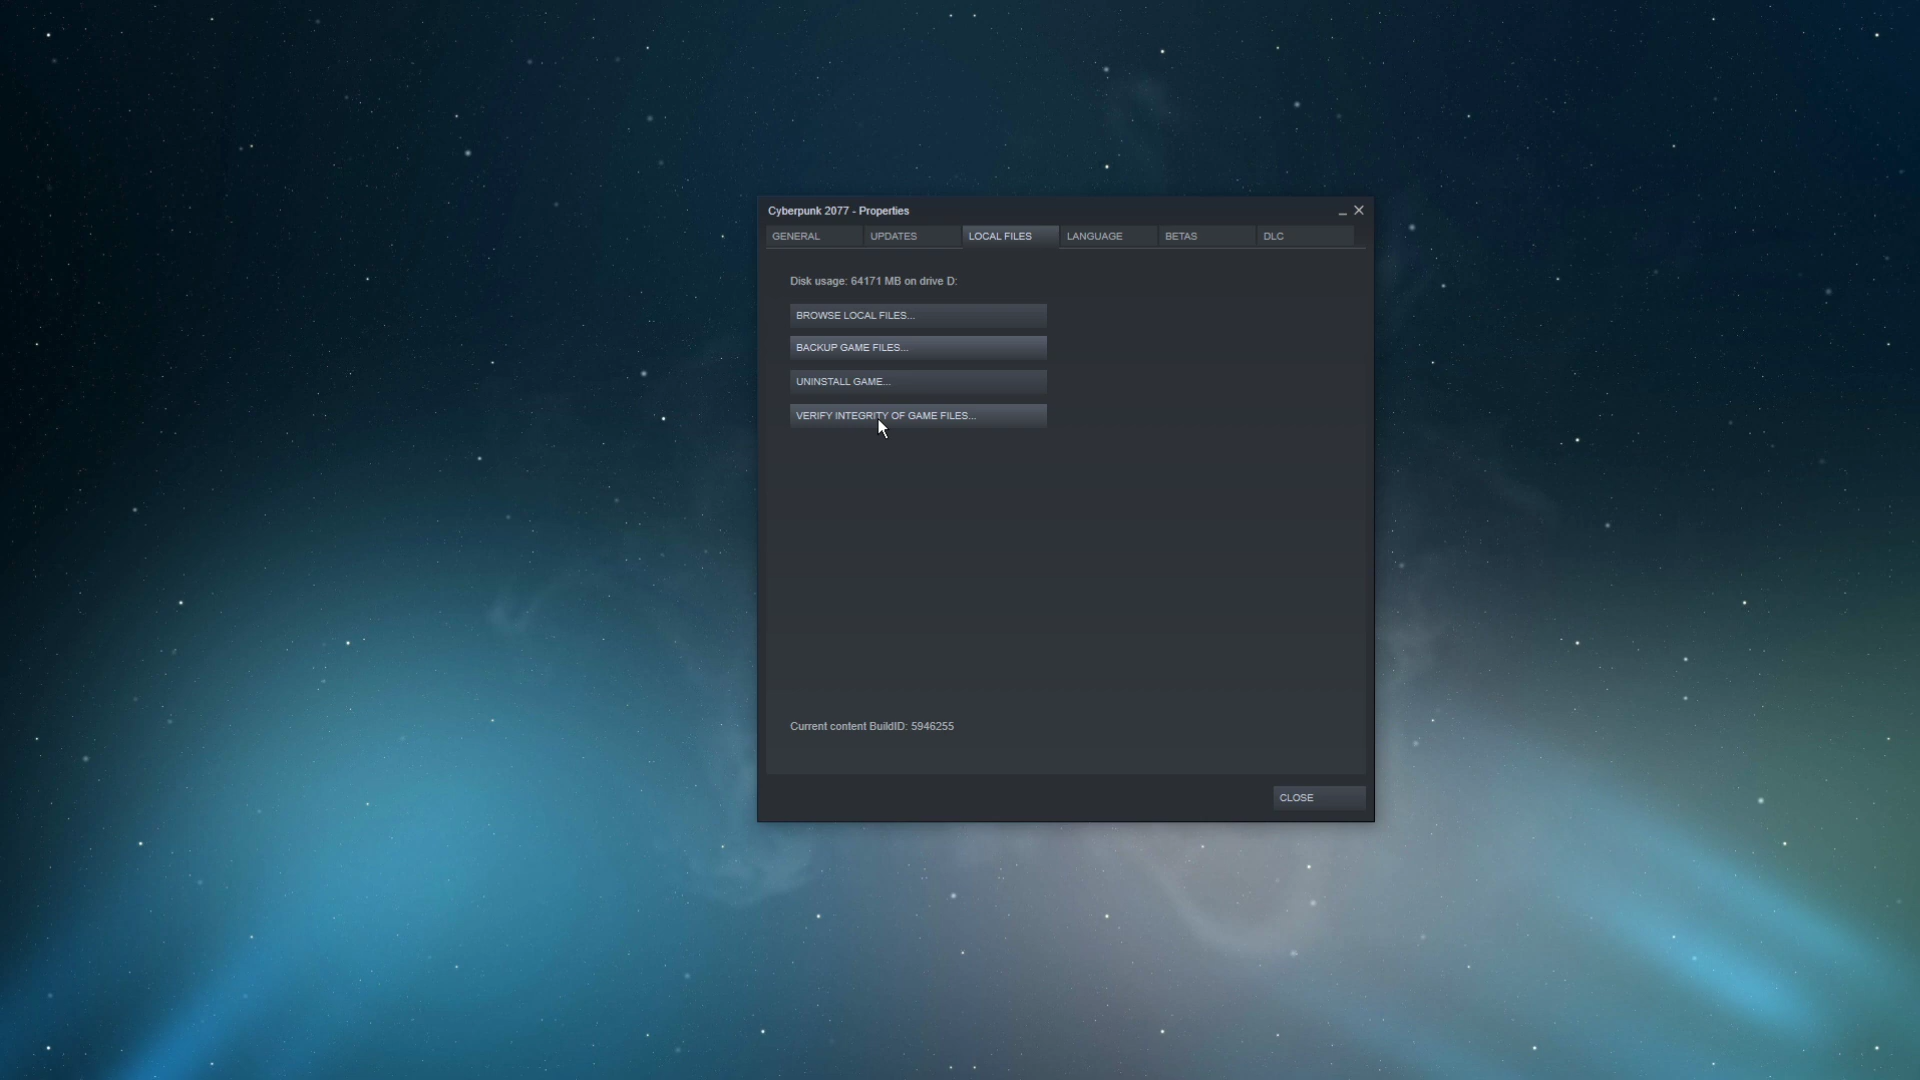 Cyberpunk 2077 - Properties
GENERAL UPDATES LOCAL FILES LANGUAGE BETAS DLC
Disk usage: 64171 MB on drive D:
BROWSE LOCAL FILES...
BACKUP GAME FILES...
UNINSTALL GAME...
VERIFY INTEGRITY OF GAME FILES...
Current content BuildID: 5946255
CLOSE